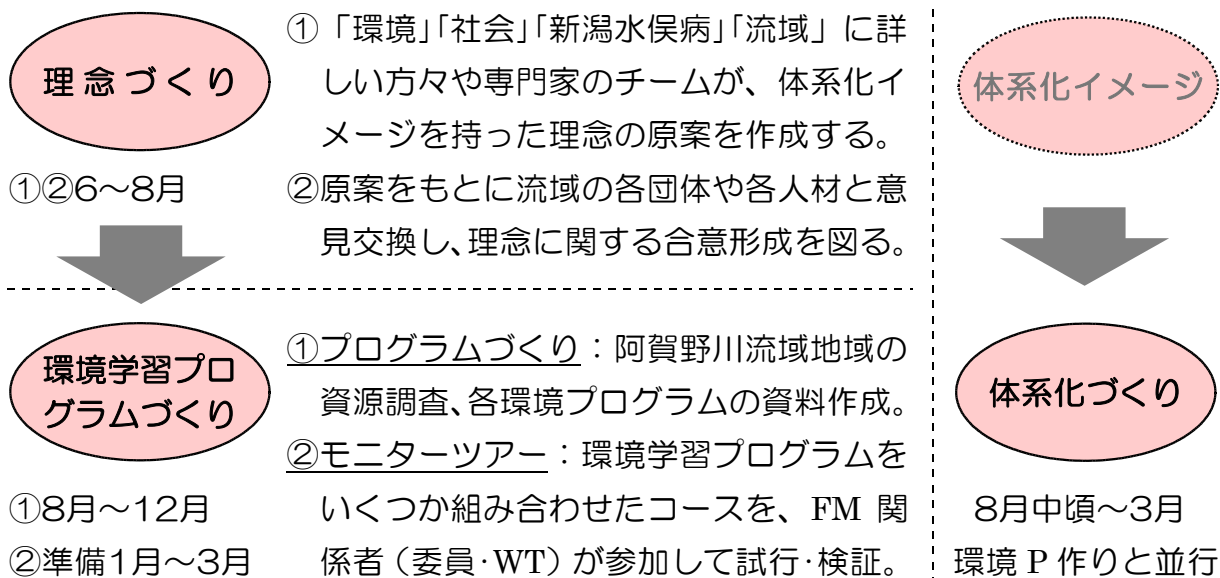 理念づくり
①②6〜8月
①「環境」「社会」「新潟水俣病」「流域」に詳
しい方々や専門家のチームが、体系化イ
メージを持った理念の原案を作成する。
②原案をもとに流域の各団体や各人材と意
見交換し、理念に関する合意形成を図る。
環境学習プロ
グラムづくり
①8月〜12月
②準備1月〜3月
①プログラムづくり：阿賀野川流域地域の
資源調査、各環境プログラムの資料作成。
②モニターツアー：環境学習プログラムを
いくつか組み合わせたコースを、FM 関
係者（委員・WT）が参加して試行・検証。
体系化イメージ
体系化づくり
8月中頃〜3月
環境 P 作りと並行